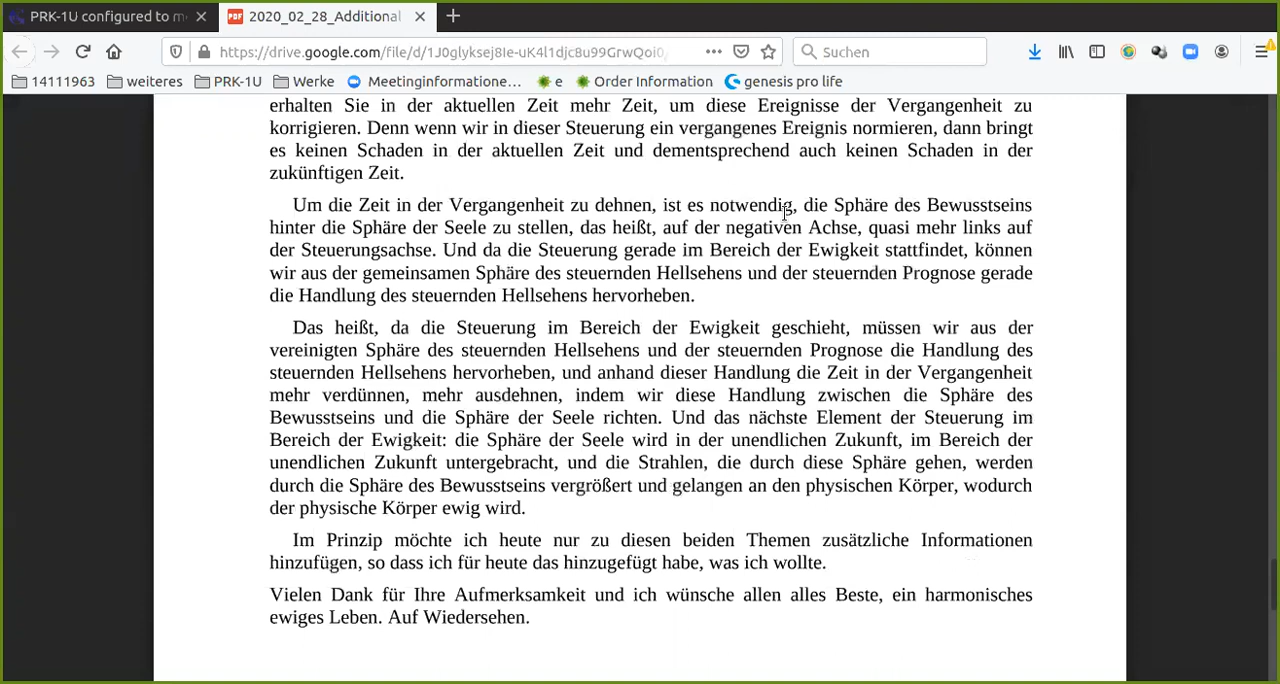 PRK-1U configured to m
2020_02_28_Additional
https://drive.google.com/file/d/1J0glyksej8Ie-uK4l1djcBu99GrwQoi0
Suchen
14111963 weiteres PRK-1U Werke Meetinginformatione… e Order Information genesis pro life
erhalten Sie in der aktuellen Zeit mehr Zeit, um diese Ereignisse der Vergangenheit zu
korrigieren. Denn wenn wir in dieser Steuerung ein vergangenes Ereignis normieren, dann bringt
es keinen Schaden in der aktuellen Zeit und dementsprechend auch keinen Schaden in der
zukünftigen Zeit.
Um die Zeit in der Vergangenheit zu dehnen, ist es notwendig, die Sphäre des Bewusstseins
hinter die Sphäre der Seele zu stellen, das heißt, auf der negativen Achse, quasi mehr links auf
der Steuerungsachse. Und da die Steuerung gerade im Bereich der Ewigkeit stattfindet, können
wir aus der gemeinsamen Sphäre des steuernden Hellsehens und der steuernden Prognose gerade
die Handlung des steuernden Hellsehens hervorheben.
Das heißt, da die Steuerung im Bereich der Ewigkeit geschieht, müssen wir aus der
vereinigten Sphäre des steuernden Hellsehens und der steuernden Prognose die Handlung des
steuernden Hellsehens hervorheben, und anhand dieser Handlung die Zeit in der Vergangenheit
mehr verdünnen, mehr ausdehnen, indem wir diese Handlung zwischen die Sphäre des
Bewusstseins und die Sphäre der Seele richten. Und das nächste Element der Steuerung im
Bereich der Ewigkeit: die Sphäre der Seele wird in der unendlichen Zukunft, im Bereich der
unendlichen Zukunft untergebracht, und die Strahlen, die durch diese Sphäre gehen, werden
durch die Sphäre des Bewusstseins vergrößert und gelangen an den physischen Körper, wodurch
der physische Körper ewig wird.
Im Prinzip möchte ich heute nur zu diesen beiden Themen zusätzliche Informationen
hinzufügen, so dass ich für heute das hinzugefügt habe, was ich wollte.
Vielen Dank für Ihre Aufmerksamkeit und ich wünsche allen alles Beste, ein harmonisches
ewiges Leben. Auf Wiedersehen.